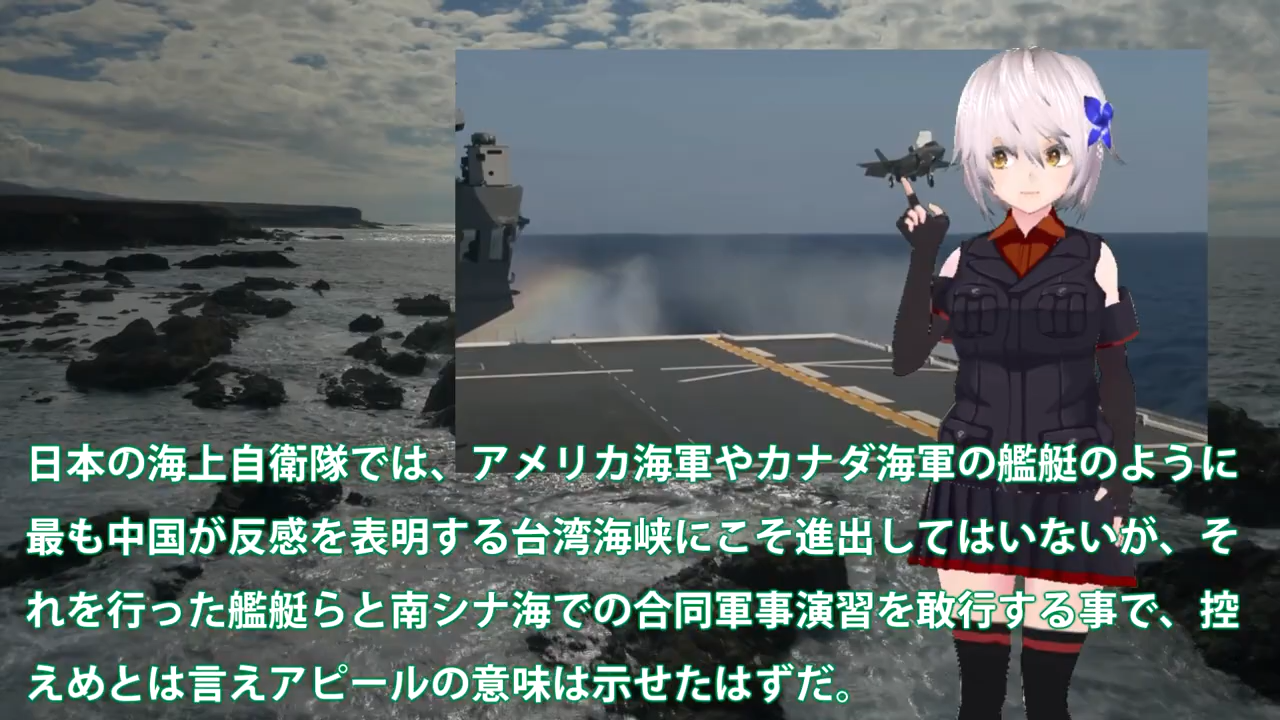 日本の海上自衛隊では、アメリカ海軍やカナダ海軍の艦艇のように
最も中国が反感を表明する台湾海峡にこそ進出してはいないが、そ
れを行った艦艇らと南シナ海での合同軍事演習を敢行する事で、控
えめとは言えアピールの意味は示せたはずだ。